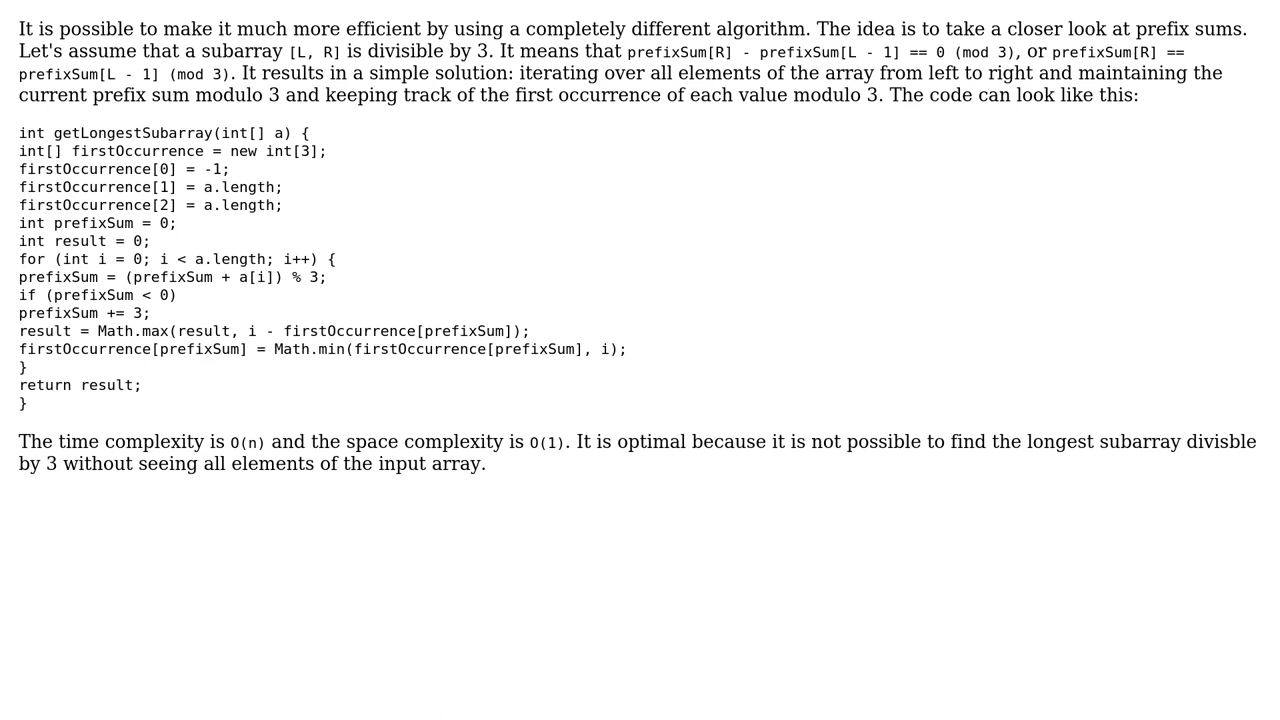 It is possible to make it much more efficient by using a completely different algorithm. The idea is to take a closer look at prefix sums.
Let's assume that a subarray [L, R] is divisible by 3. It means that prefixSum[R] - prefixSum[L - 1] == 0 (mod 3), or prefixSum[R] ==
prefixSum[L - 1] (mod 3). It results in a simple solution: iterating over all elements of the array from left to right and maintaining the
current prefix sum modulo 3 and keeping track of the first occurrence of each value modulo 3. The code can look like this:
int getLongestSubarray(int[] a) {
int[] firstOccurrence = new int[3];
firstOccurrence[0] = -1;
firstOccurrence[1] = a.length;
firstOccurrence[2] = a.length;
int prefixSum = 0;
int result = 0;
for (int i = 0; i < a.length; i++) {
prefixSum = (prefixSum + a[i]) % 3;
if (prefixSum < 0)
prefixSum += 3;
result = Math.max(result, i - firstOccurrence[prefixSum]);
firstOccurrence[prefixSum] = Math.min(firstOccurrence[prefixSum], i);
}
return result;
}
The time complexity is O(n) and the space complexity is O(1). It is optimal because it is not possible to find the longest subarray divisble
by 3 without seeing all elements of the input array.